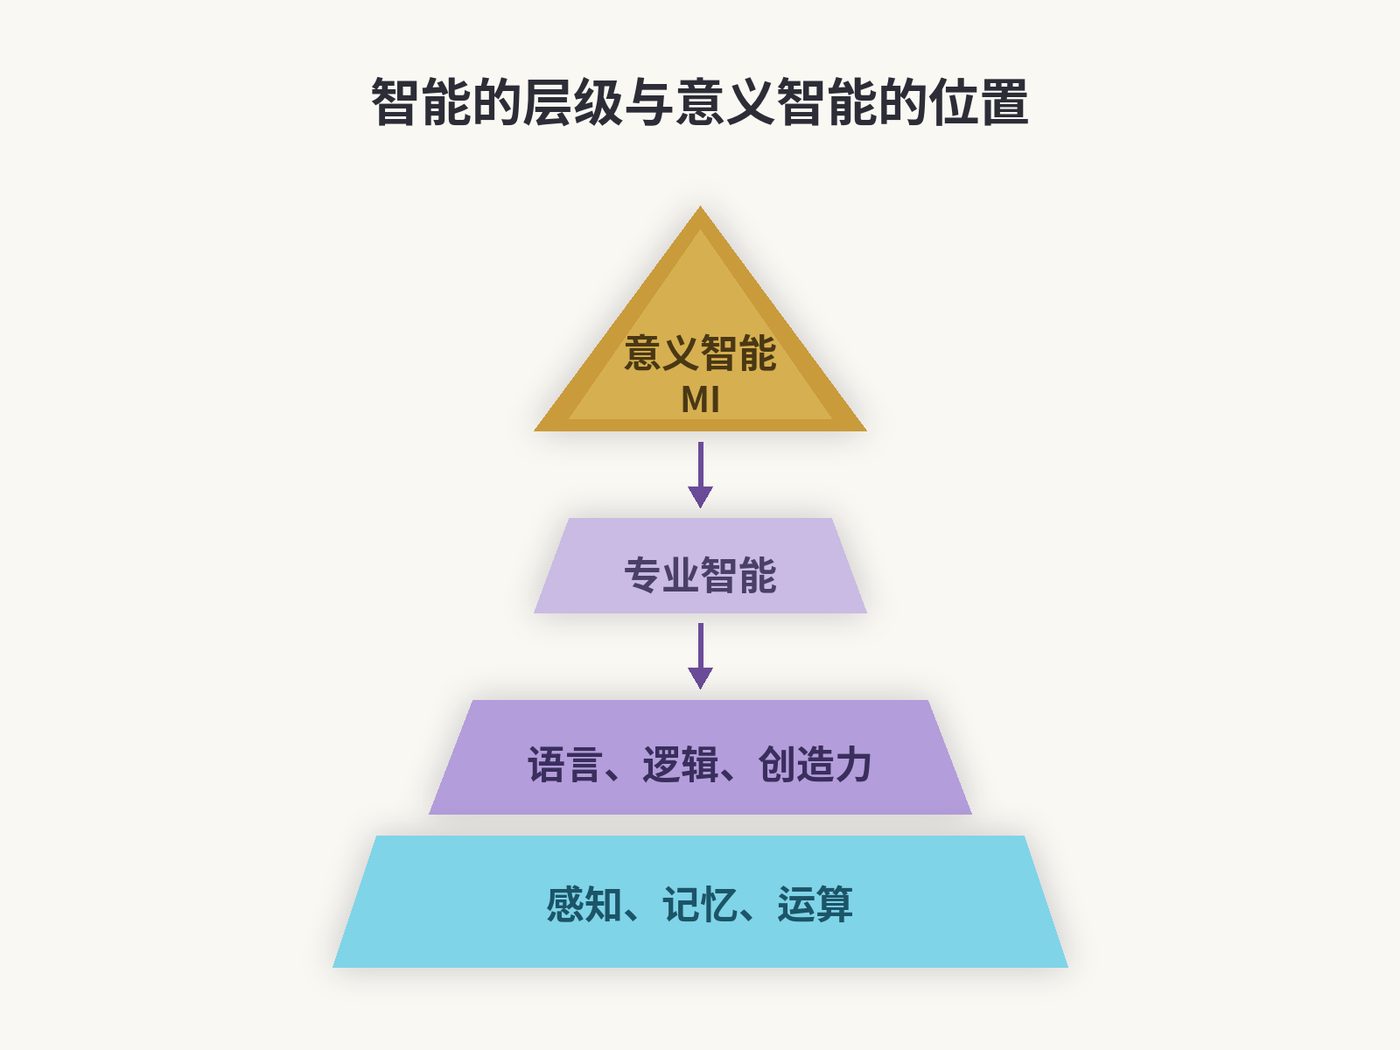 智能的层级与意义智能的位置
意义智能
MI
专业智能
语言、逻辑、创造力
感知、记忆、运算